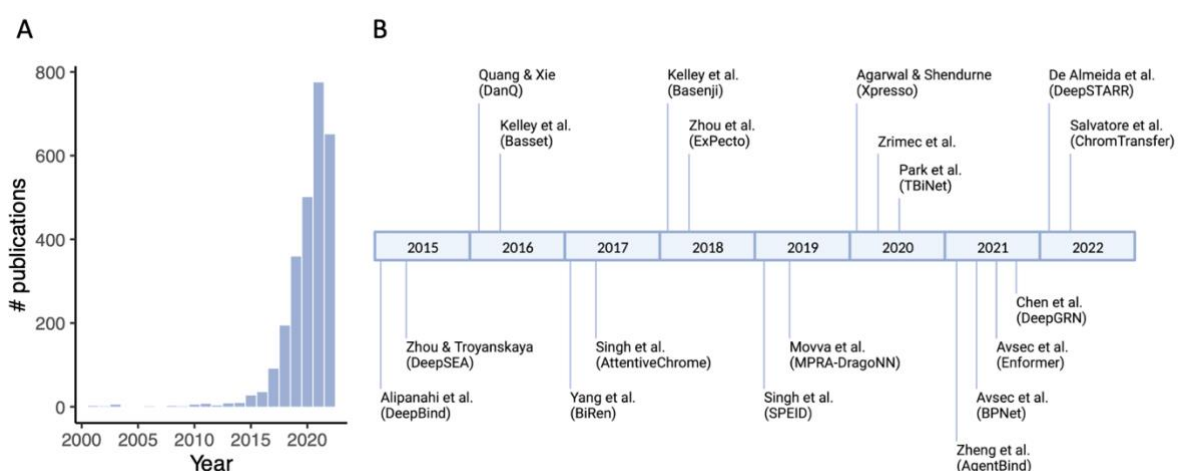 A
B
# publications
800
600
400
200
0
2000
2005
2010
2015
2020
Year
Quang & Xie
(DanQ)
Kelley et al.
(Basset)
Kelley et al.
(Basenji)
Zhou et al.
(ExPecto)
Agarwal & Shendurne
(Xpresso)
Zrimec et al.
Park et al.
(TBiNet)
De Almeida et al.
(DeepSTARR)
Salvatore et al.
(ChromTransfer)
2015
2016
2017
2018
2019
2020
2021
2022
Zhou & Troyanskaya
(DeepSEA)
Alipanahi et al.
(DeepBind)
Singh et al.
(AttentiveChrome)
Yang et al.
(BiRen)
Movva et al.
(MPRA-DragoNN)
Singh et al.
(SPEID)
Chen et al.
(DeepGRN)
Avsec et al.
(Enformer)
Avsec et al.
(BPNet)
Zheng et al.
(AgentBind)